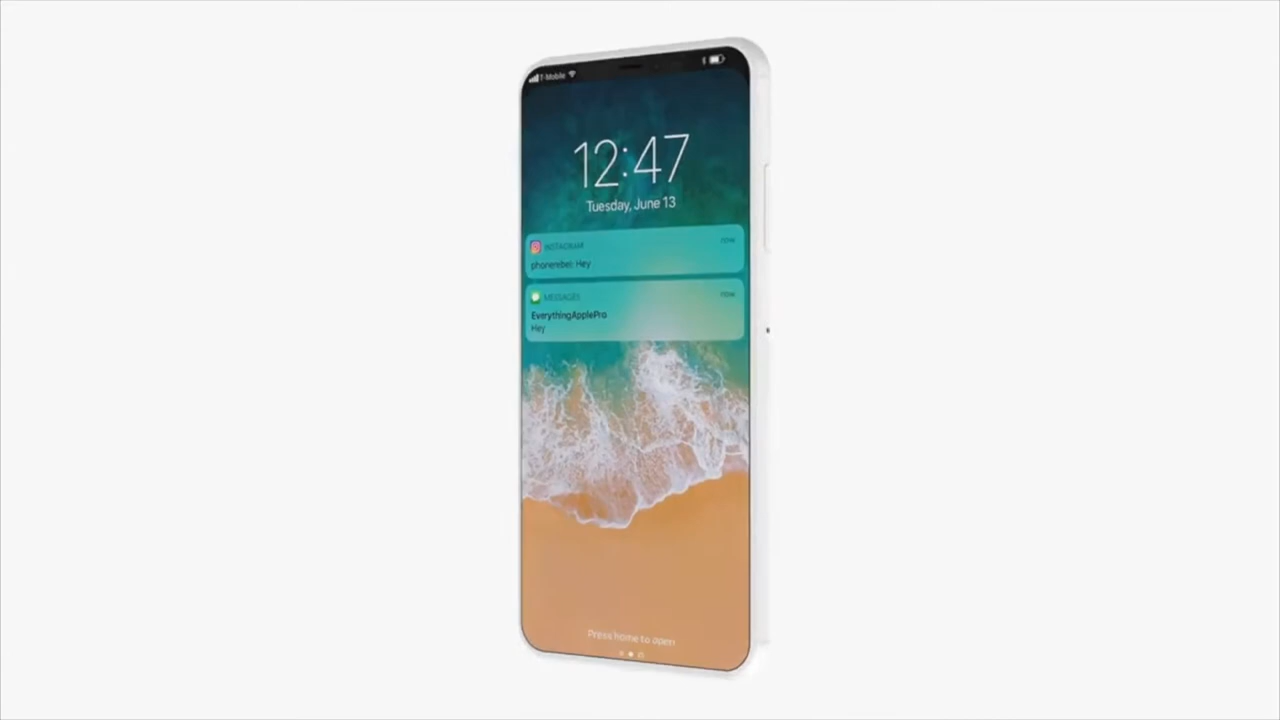 T-Mobile
12:47
Tuesday, June 13
INSTAGRAM now
phonerebel: Hey
MESSAGES now
EverythingApplePro
Hey
Press home to open